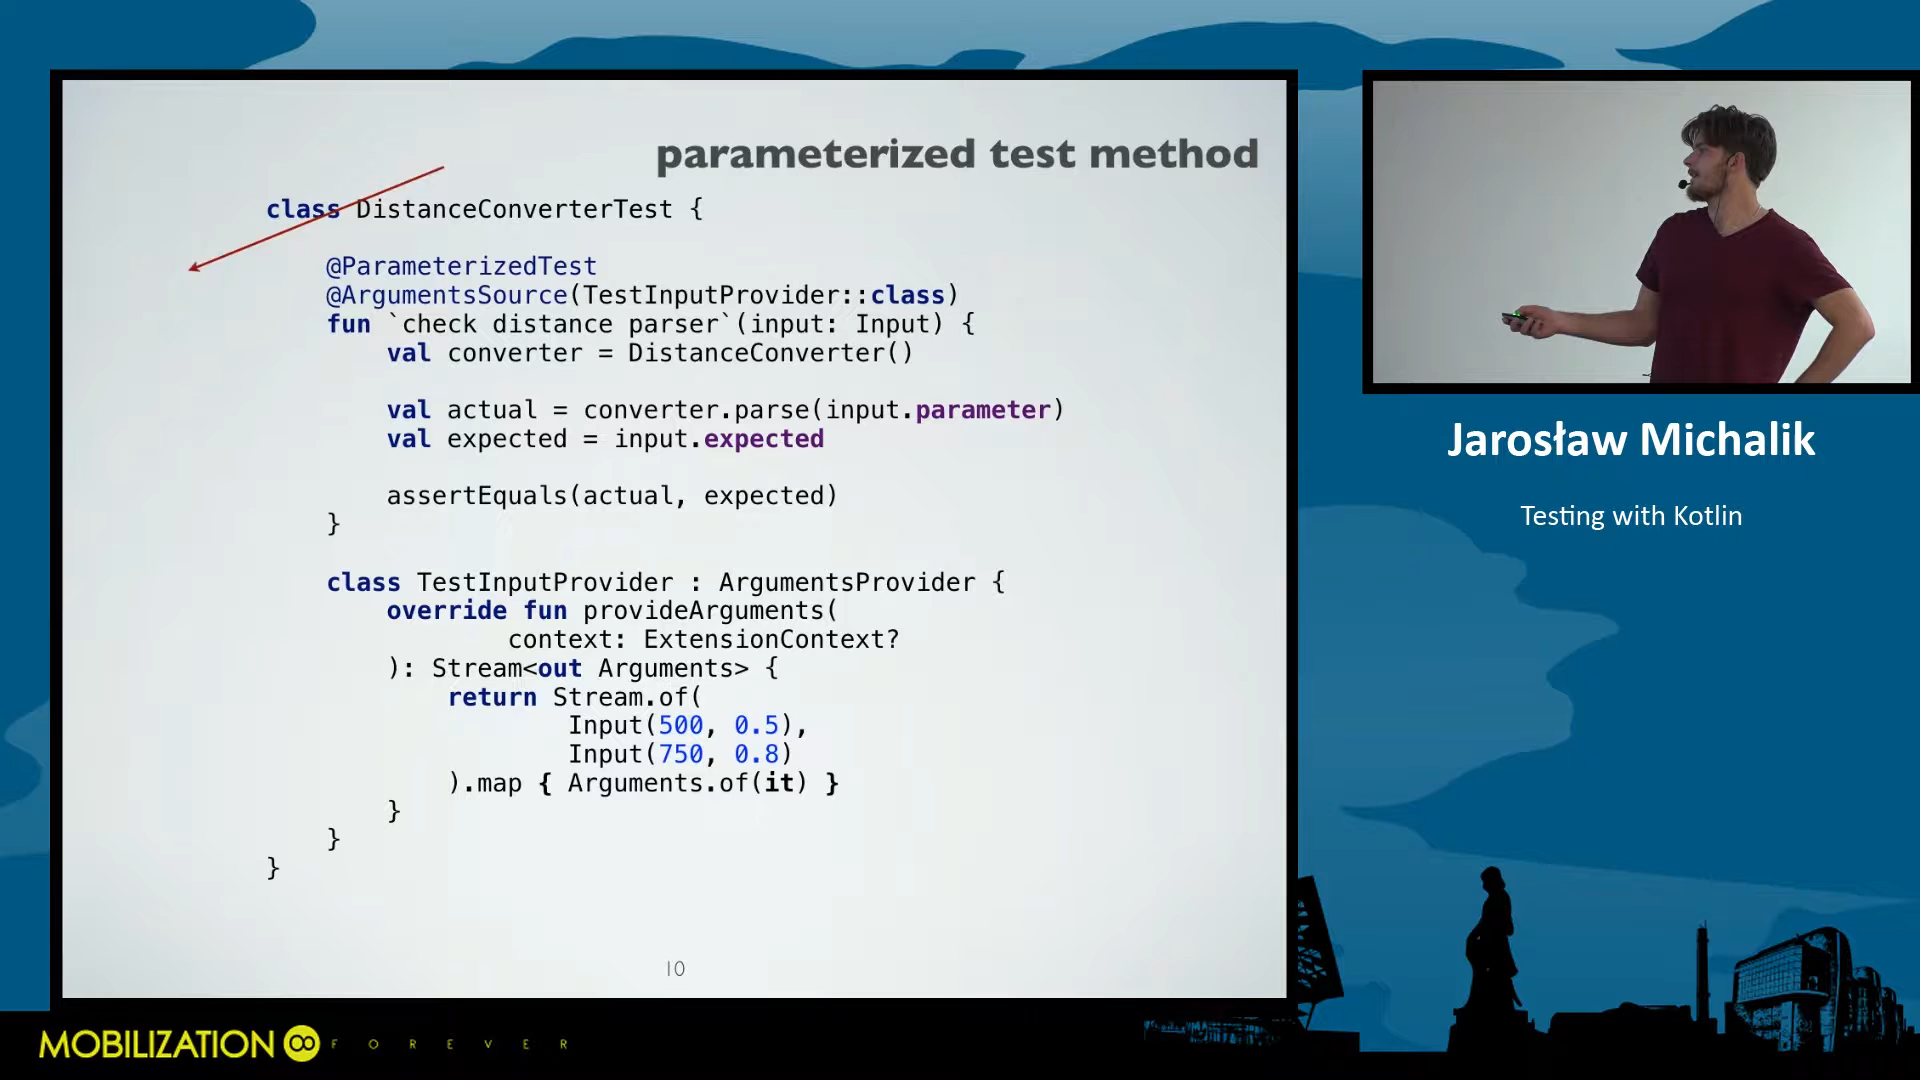 parameterized test method
class DistanceConverterTest {
@ParameterizedTest
@ArgumentsSource(TestInputProvider::class)
fun `check distance parser`(input: Input) {
val converter = DistanceConverter()
val actual = converter.parse(input.parameter)
val expected = input.expected
assertEquals(actual, expected)
}
class TestInputProvider : ArgumentsProvider {
override fun provideArguments(
context: ExtensionContext?
): Stream<out Arguments> {
return Stream.of(
Input(500, 0.5),
Input(750, 0.8)
).map { Arguments.of(it) }
}
}
}
10
Jarosław Michalik
Testing with Kotlin
MOBILIZATION FOREVER